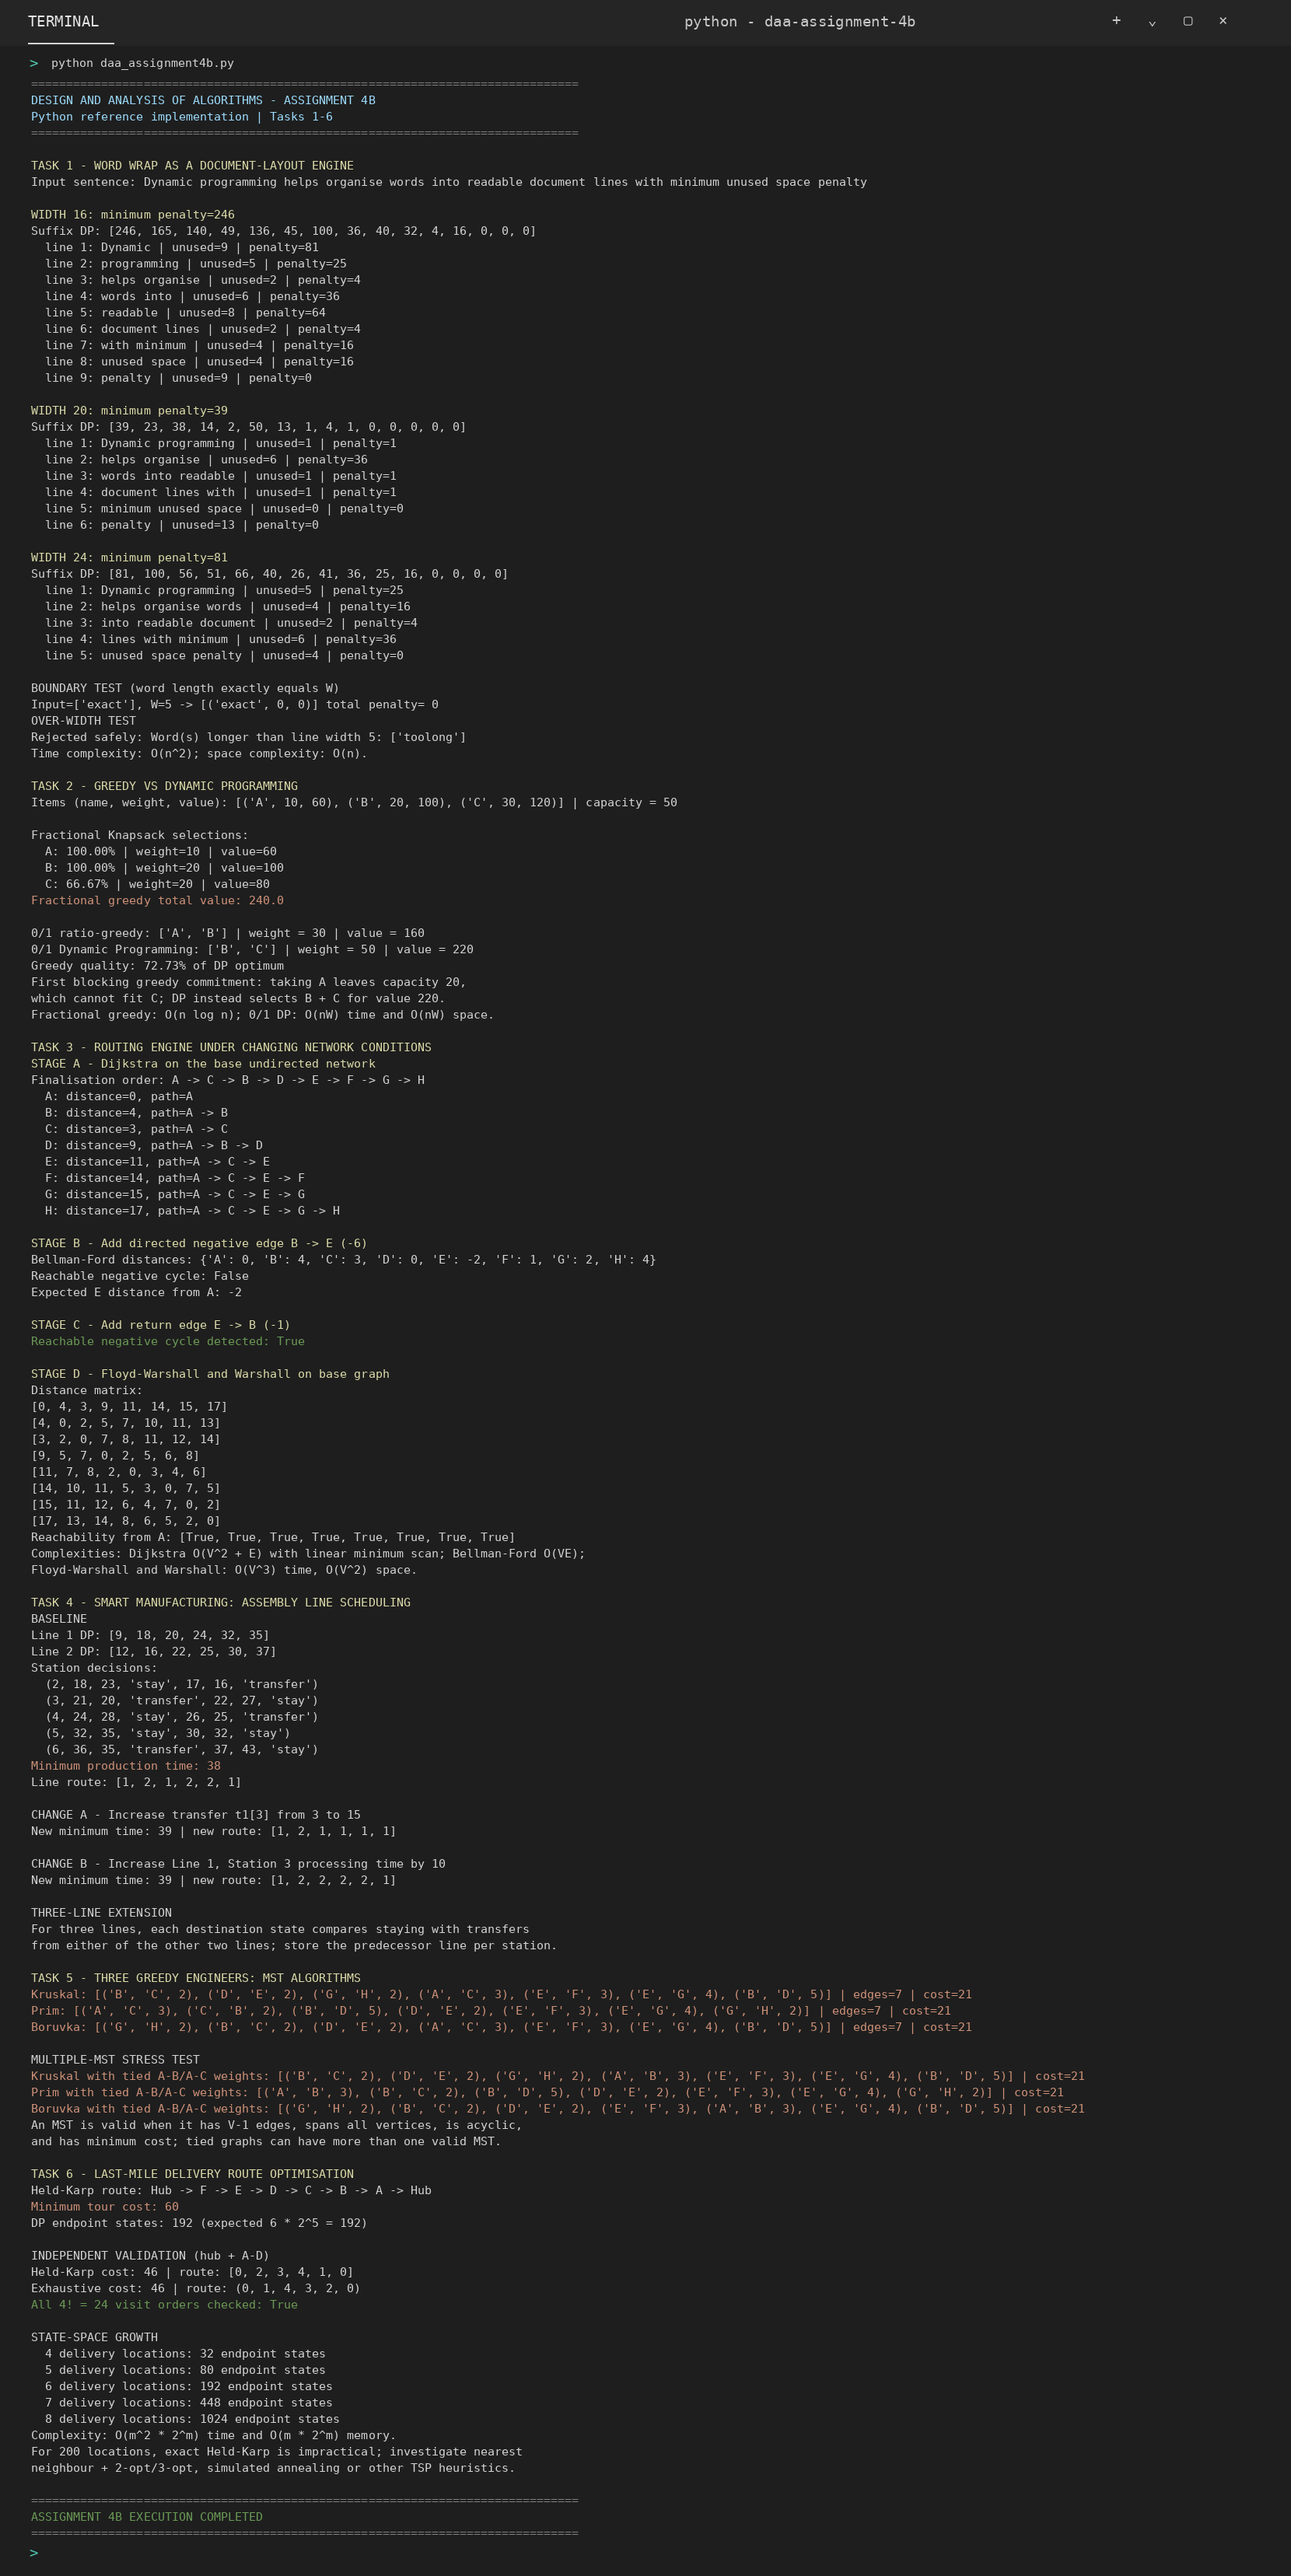 TERMINAL
python - daa-assignment-4b
+ ⌄ ▢ ×
> python daa_assignment4b.py
==============================================================================
DESIGN AND ANALYSIS OF ALGORITHMS - ASSIGNMENT 4B
Python reference implementation | Tasks 1-6
==============================================================================
TASK 1 - WORD WRAP AS A DOCUMENT-LAYOUT ENGINE
Input sentence: Dynamic programming helps organise words into readable document lines with minimum unused space penalty
WIDTH 16: minimum penalty=246
Suffix DP: [246, 165, 140, 49, 136, 45, 100, 36, 40, 32, 4, 16, 0, 0, 0]
  line 1: Dynamic | unused=9 | penalty=81
  line 2: programming | unused=5 | penalty=25
  line 3: helps organise | unused=2 | penalty=4
  line 4: words into | unused=6 | penalty=36
  line 5: readable | unused=8 | penalty=64
  line 6: document lines | unused=2 | penalty=4
  line 7: with minimum | unused=4 | penalty=16
  line 8: unused space | unused=4 | penalty=16
  line 9: penalty | unused=9 | penalty=0
WIDTH 20: minimum penalty=39
Suffix DP: [39, 23, 38, 14, 2, 50, 13, 1, 4, 1, 0, 0, 0, 0, 0]
  line 1: Dynamic programming | unused=1 | penalty=1
  line 2: helps organise | unused=6 | penalty=36
  line 3: words into readable | unused=1 | penalty=1
  line 4: document lines with | unused=1 | penalty=1
  line 5: minimum unused space | unused=0 | penalty=0
  line 6: penalty | unused=13 | penalty=0
WIDTH 24: minimum penalty=81
Suffix DP: [81, 100, 56, 51, 66, 40, 26, 41, 36, 25, 16, 0, 0, 0, 0]
  line 1: Dynamic programming | unused=5 | penalty=25
  line 2: helps organise words | unused=4 | penalty=16
  line 3: into readable document | unused=2 | penalty=4
  line 4: lines with minimum | unused=6 | penalty=36
  line 5: unused space penalty | unused=4 | penalty=0
BOUNDARY TEST (word length exactly equals W)
Input=['exact'], W=5 -> [('exact', 0, 0)] total penalty= 0
OVER-WIDTH TEST
Rejected safely: Word(s) longer than line width 5: ['toolong']
Time complexity: O(n^2); space complexity: O(n).
TASK 2 - GREEDY VS DYNAMIC PROGRAMMING
Items (name, weight, value): [('A', 10, 60), ('B', 20, 100), ('C', 30, 120)] | capacity = 50
Fractional Knapsack selections:
  A: 100.00% | weight=10 | value=60
  B: 100.00% | weight=20 | value=100
  C: 66.67% | weight=20 | value=80
Fractional greedy total value: 240.0
0/1 ratio-greedy: ['A', 'B'] | weight = 30 | value = 160
0/1 Dynamic Programming: ['B', 'C'] | weight = 50 | value = 220
Greedy quality: 72.73% of DP optimum
First blocking greedy commitment: taking A leaves capacity 20,
which cannot fit C; DP instead selects B + C for value 220.
Fractional greedy: O(n log n); 0/1 DP: O(nW) time and O(nW) space.
TASK 3 - ROUTING ENGINE UNDER CHANGING NETWORK CONDITIONS
STAGE A - Dijkstra on the base undirected network
Finalisation order: A -> C -> B -> D -> E -> F -> G -> H
  A: distance=0, path=A
  B: distance=4, path=A -> B
  C: distance=3, path=A -> C
  D: distance=9, path=A -> B -> D
  E: distance=11, path=A -> C -> E
  F: distance=14, path=A -> C -> E -> F
  G: distance=15, path=A -> C -> E -> G
  H: distance=17, path=A -> C -> E -> G -> H
STAGE B - Add directed negative edge B -> E (-6)
Bellman-Ford distances: {'A': 0, 'B': 4, 'C': 3, 'D': 0, 'E': -2, 'F': 1, 'G': 2, 'H': 4}
Reachable negative cycle: False
Expected E distance from A: -2
STAGE C - Add return edge E -> B (-1)
Reachable negative cycle detected: True
STAGE D - Floyd-Warshall and Warshall on base graph
Distance matrix:
[0, 4, 3, 9, 11, 14, 15, 17]
[4, 0, 2, 5, 7, 10, 11, 13]
[3, 2, 0, 7, 8, 11, 12, 14]
[9, 5, 7, 0, 2, 5, 6, 8]
[11, 7, 8, 2, 0, 3, 4, 6]
[14, 10, 11, 5, 3, 0, 7, 5]
[15, 11, 12, 6, 4, 7, 0, 2]
[17, 13, 14, 8, 6, 5, 2, 0]
Reachability from A: [True, True, True, True, True, True, True, True]
Complexities: Dijkstra O(V^2 + E) with linear minimum scan; Bellman-Ford O(VE);
Floyd-Warshall and Warshall: O(V^3) time, O(V^2) space.
TASK 4 - SMART MANUFACTURING: ASSEMBLY LINE SCHEDULING
BASELINE
Line 1 DP: [9, 18, 20, 24, 32, 35]
Line 2 DP: [12, 16, 22, 25, 30, 37]
Station decisions:
  (2, 18, 23, 'stay', 17, 16, 'transfer')
  (3, 21, 20, 'transfer', 22, 27, 'stay')
  (4, 24, 28, 'stay', 26, 25, 'transfer')
  (5, 32, 35, 'stay', 30, 32, 'stay')
  (6, 36, 35, 'transfer', 37, 43, 'stay')
Minimum production time: 38
Line route: [1, 2, 1, 2, 2, 1]
CHANGE A - Increase transfer t1[3] from 3 to 15
New minimum time: 39 | new route: [1, 2, 1, 1, 1, 1]
CHANGE B - Increase Line 1, Station 3 processing time by 10
New minimum time: 39 | new route: [1, 2, 2, 2, 2, 1]
THREE-LINE EXTENSION
For three lines, each destination state compares staying with transfers
from either of the other two lines; store the predecessor line per station.
TASK 5 - THREE GREEDY ENGINEERS: MST ALGORITHMS
Kruskal: [('B', 'C', 2), ('D', 'E', 2), ('G', 'H', 2), ('A', 'C', 3), ('E', 'F', 3), ('E', 'G', 4), ('B', 'D', 5)] | edges=7 | cost=21
Prim: [('A', 'C', 3), ('C', 'B', 2), ('B', 'D', 5), ('D', 'E', 2), ('E', 'F', 3), ('E', 'G', 4), ('G', 'H', 2)] | edges=7 | cost=21
Boruvka: [('G', 'H', 2), ('B', 'C', 2), ('D', 'E', 2), ('A', 'C', 3), ('E', 'F', 3), ('E', 'G', 4), ('B', 'D', 5)] | edges=7 | cost=21
MULTIPLE-MST STRESS TEST
Kruskal with tied A-B/A-C weights: [('B', 'C', 2), ('D', 'E', 2), ('G', 'H', 2), ('A', 'B', 3), ('E', 'F', 3), ('E', 'G', 4), ('B', 'D', 5)] | cost=21
Prim with tied A-B/A-C weights: [('A', 'B', 3), ('B', 'C', 2), ('B', 'D', 5), ('D', 'E', 2), ('E', 'F', 3), ('E', 'G', 4), ('G', 'H', 2)] | cost=21
Boruvka with tied A-B/A-C weights: [('G', 'H', 2), ('B', 'C', 2), ('D', 'E', 2), ('E', 'F', 3), ('A', 'B', 3), ('E', 'G', 4), ('B', 'D', 5)] | cost=21
An MST is valid when it has V-1 edges, spans all vertices, is acyclic,
and has minimum cost; tied graphs can have more than one valid MST.
TASK 6 - LAST-MILE DELIVERY ROUTE OPTIMISATION
Held-Karp route: Hub -> F -> E -> D -> C -> B -> A -> Hub
Minimum tour cost: 60
DP endpoint states: 192 (expected 6 * 2^5 = 192)
INDEPENDENT VALIDATION (hub + A-D)
Held-Karp cost: 46 | route: [0, 2, 3, 4, 1, 0]
Exhaustive cost: 46 | route: (0, 1, 4, 3, 2, 0)
All 4! = 24 visit orders checked: True
STATE-SPACE GROWTH
  4 delivery locations: 32 endpoint states
  5 delivery locations: 80 endpoint states
  6 delivery locations: 192 endpoint states
  7 delivery locations: 448 endpoint states
  8 delivery locations: 1024 endpoint states
Complexity: O(m^2 * 2^m) time and O(m * 2^m) memory.
For 200 locations, exact Held-Karp is impractical; investigate nearest
neighbour + 2-opt/3-opt, simulated annealing or other TSP heuristics.
==============================================================================
ASSIGNMENT 4B EXECUTION COMPLETED
==============================================================================
>